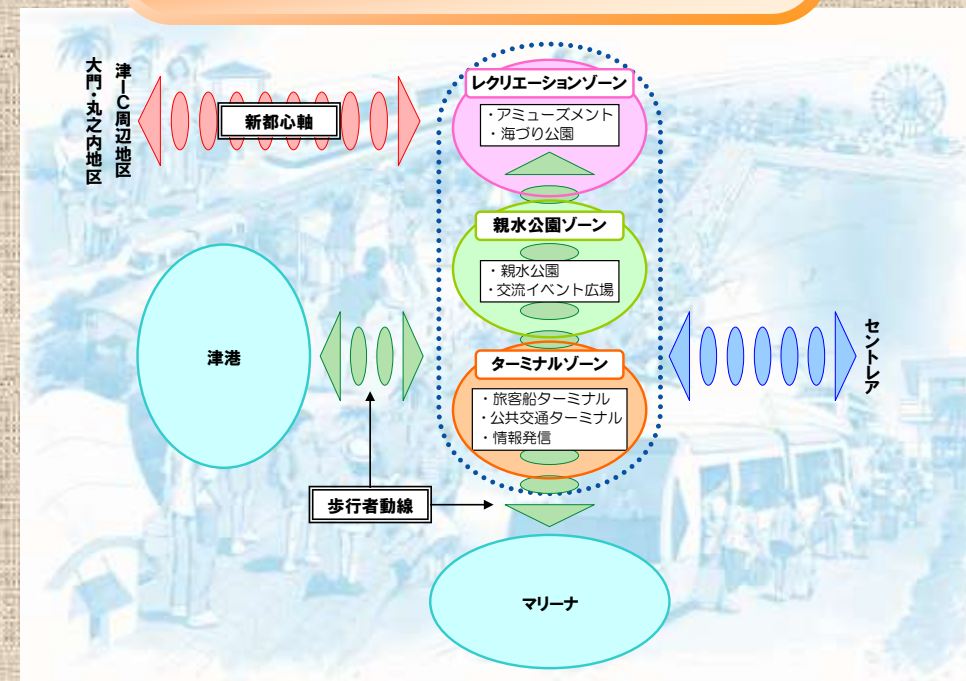 大門・丸之内地区
津IC周辺地区
新都心軸
レクリエーションゾーン
・アミューズメント
・海づり公園
親水公園ゾーン
・親水公園
・交流イベント広場
津港
セントレア
ターミナルゾーン
・旅客船ターミナル
・公共交通ターミナル
・情報発信
歩行者動線
マリーナ